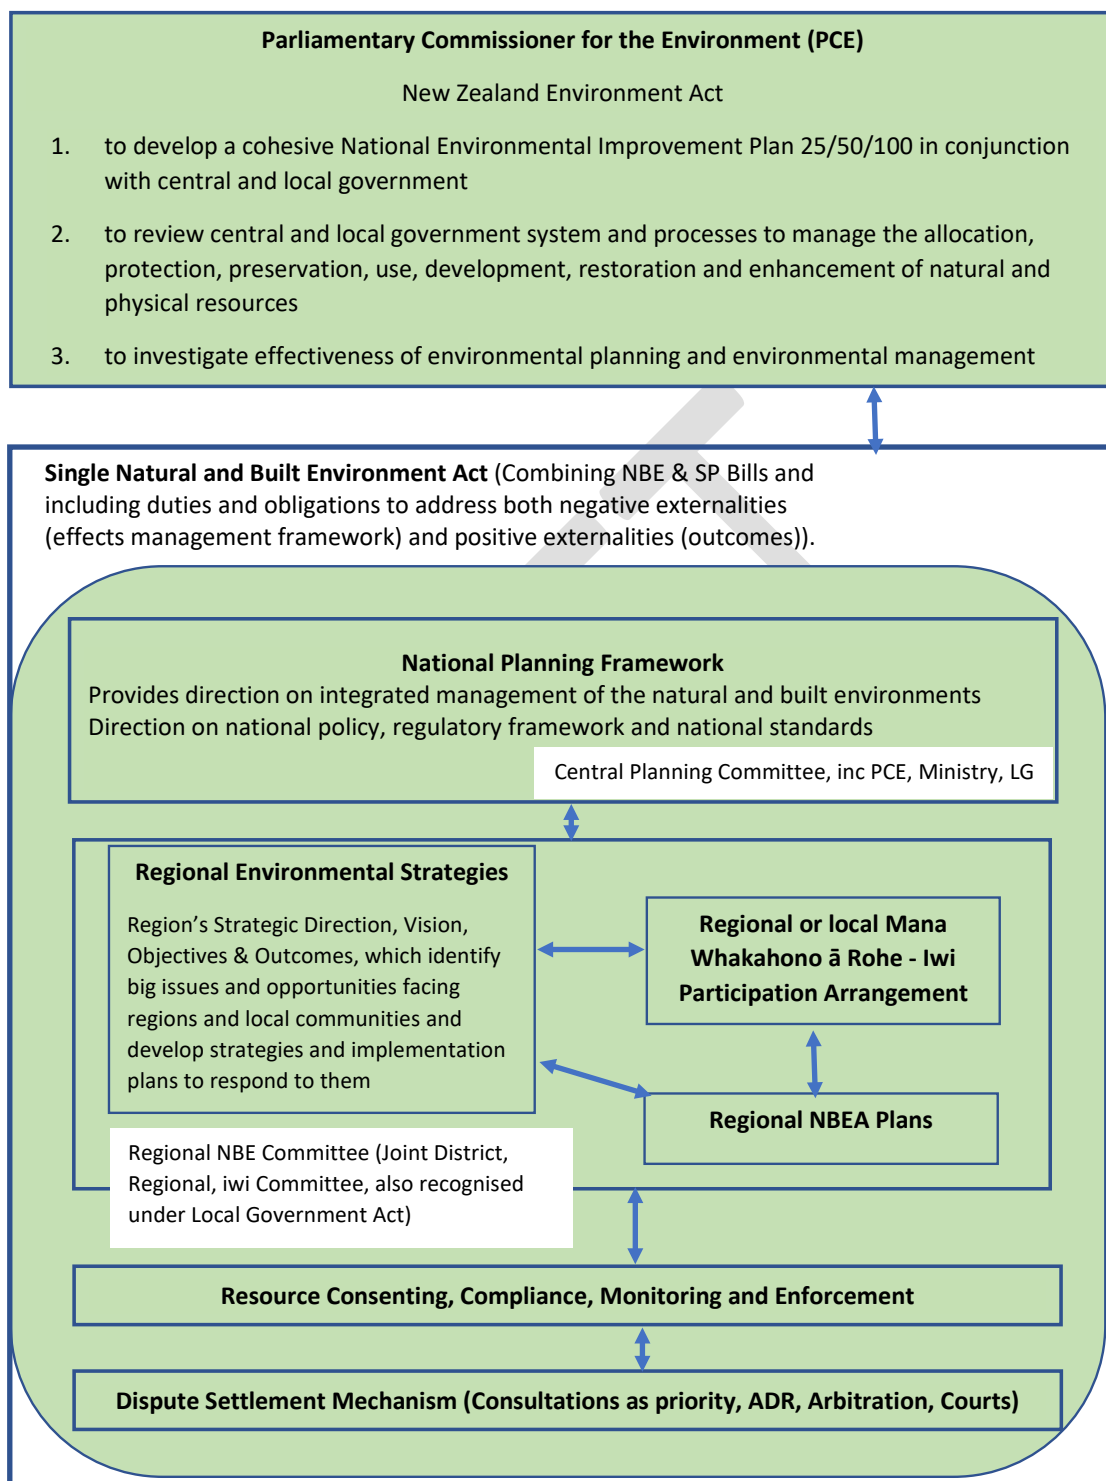 Parliamentary Commissioner for the Environment (PCE)
New Zealand Environment Act
1. to develop a cohesive National Environmental Improvement Plan 25/50/100 in conjunction
with central and local government
2. to review central and local government system and processes to manage the allocation,
protection, preservation, use, development, restoration and enhancement of natural and
physical resources
3. to investigate effectiveness of environmental planning and environmental management
Single Natural and Built Environment Act (Combining NBE & SP Bills and
including duties and obligations to address both negative externalities
(effects management framework) and positive externalities (outcomes)).
National Planning Framework
Provides direction on integrated management of the natural and built environments
Direction on national policy, regulatory framework and national standards
Central Planning Committee, inc PCE, Ministry, LG
Regional Environmental Strategies
Region’s Strategic Direction, Vision,
Objectives & Outcomes, which identify
big issues and opportunities facing
regions and local communities and
develop strategies and implementation
plans to respond to them
Regional or local Mana
Whakahono ā Rohe - Iwi
Participation Arrangement
Regional NBEA Plans
Regional NBE Committee (Joint District,
Regional, iwi Committee, also recognised
under Local Government Act)
Resource Consenting, Compliance, Monitoring and Enforcement
Dispute Settlement Mechanism (Consultations as priority, ADR, Arbitration, Courts)